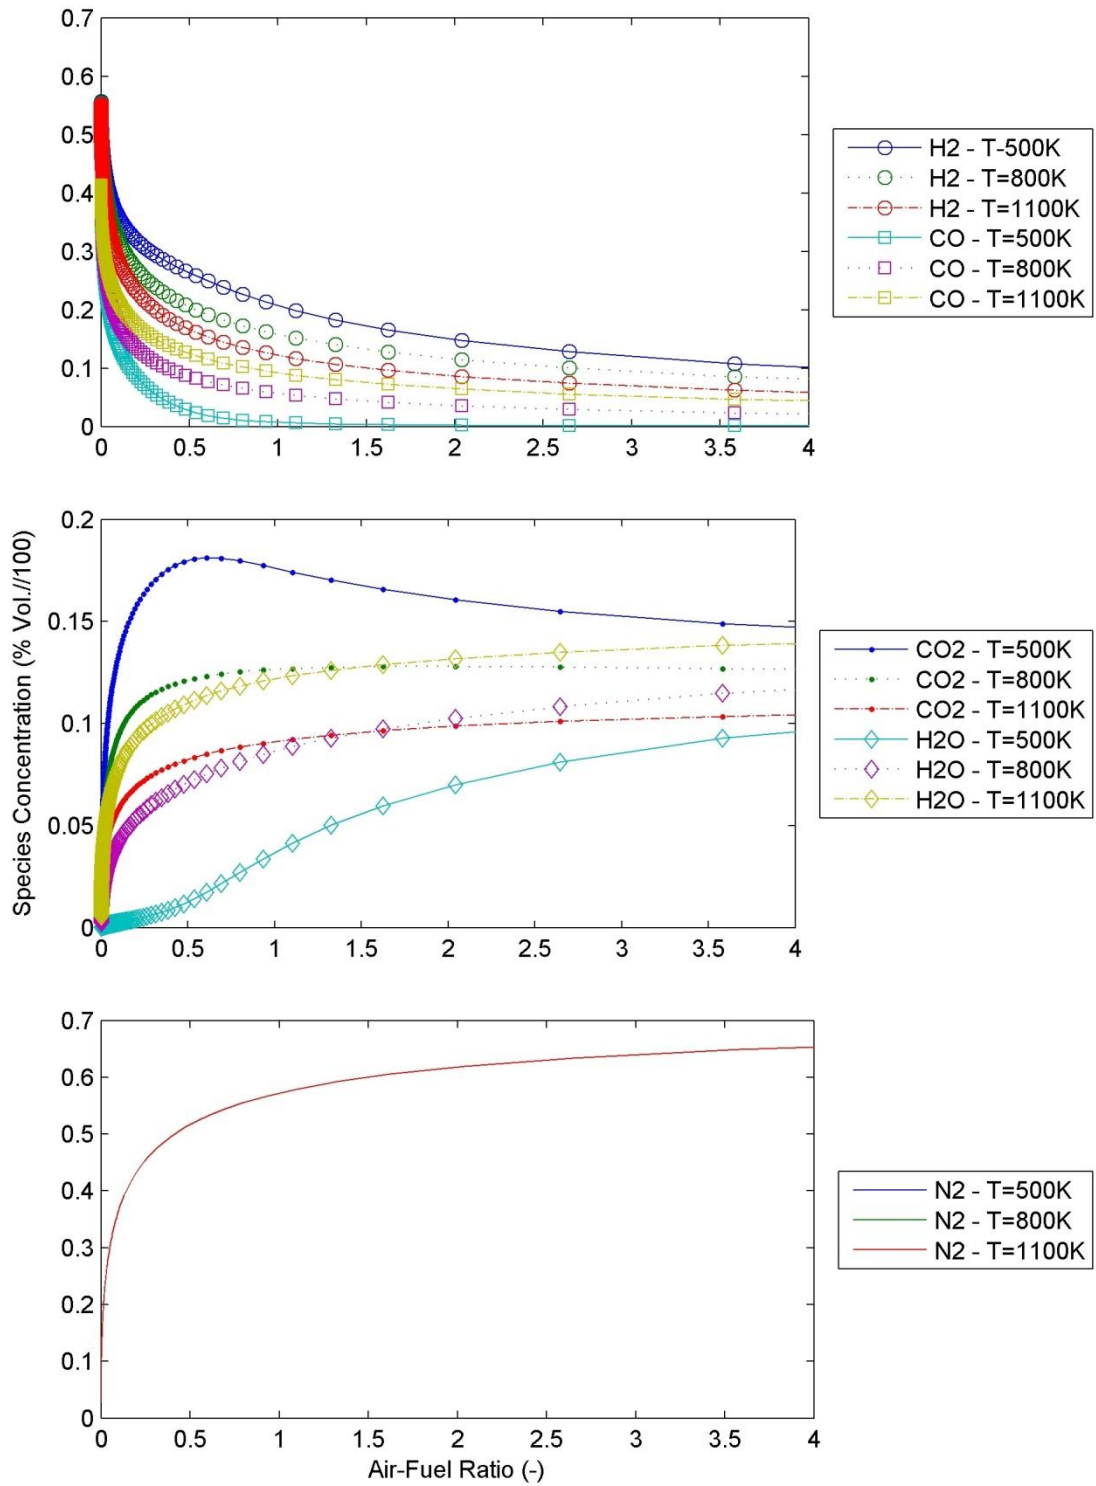 0.7
0.6
0.5
0.4
0.3
0.2
0.1
0
0 0.5 1 1.5 2 2.5 3 3.5 4
H2 - T-500K
H2 - T=800K
H2 - T=1100K
CO - T=500K
CO - T=800K
CO - T=1100K
Species Concentration (% Vol.//100)
0.2
0.15
0.1
0.05
0
0 0.5 1 1.5 2 2.5 3 3.5 4
CO2 - T=500K
CO2 - T=800K
CO2 - T=1100K
H2O - T=500K
H2O - T=800K
H2O - T=1100K
0.7
0.6
0.5
0.4
0.3
0.2
0.1
0
0 0.5 1 1.5 2 2.5 3 3.5 4
Air-Fuel Ratio (-)
N2 - T=500K
N2 - T=800K
N2 - T=1100K